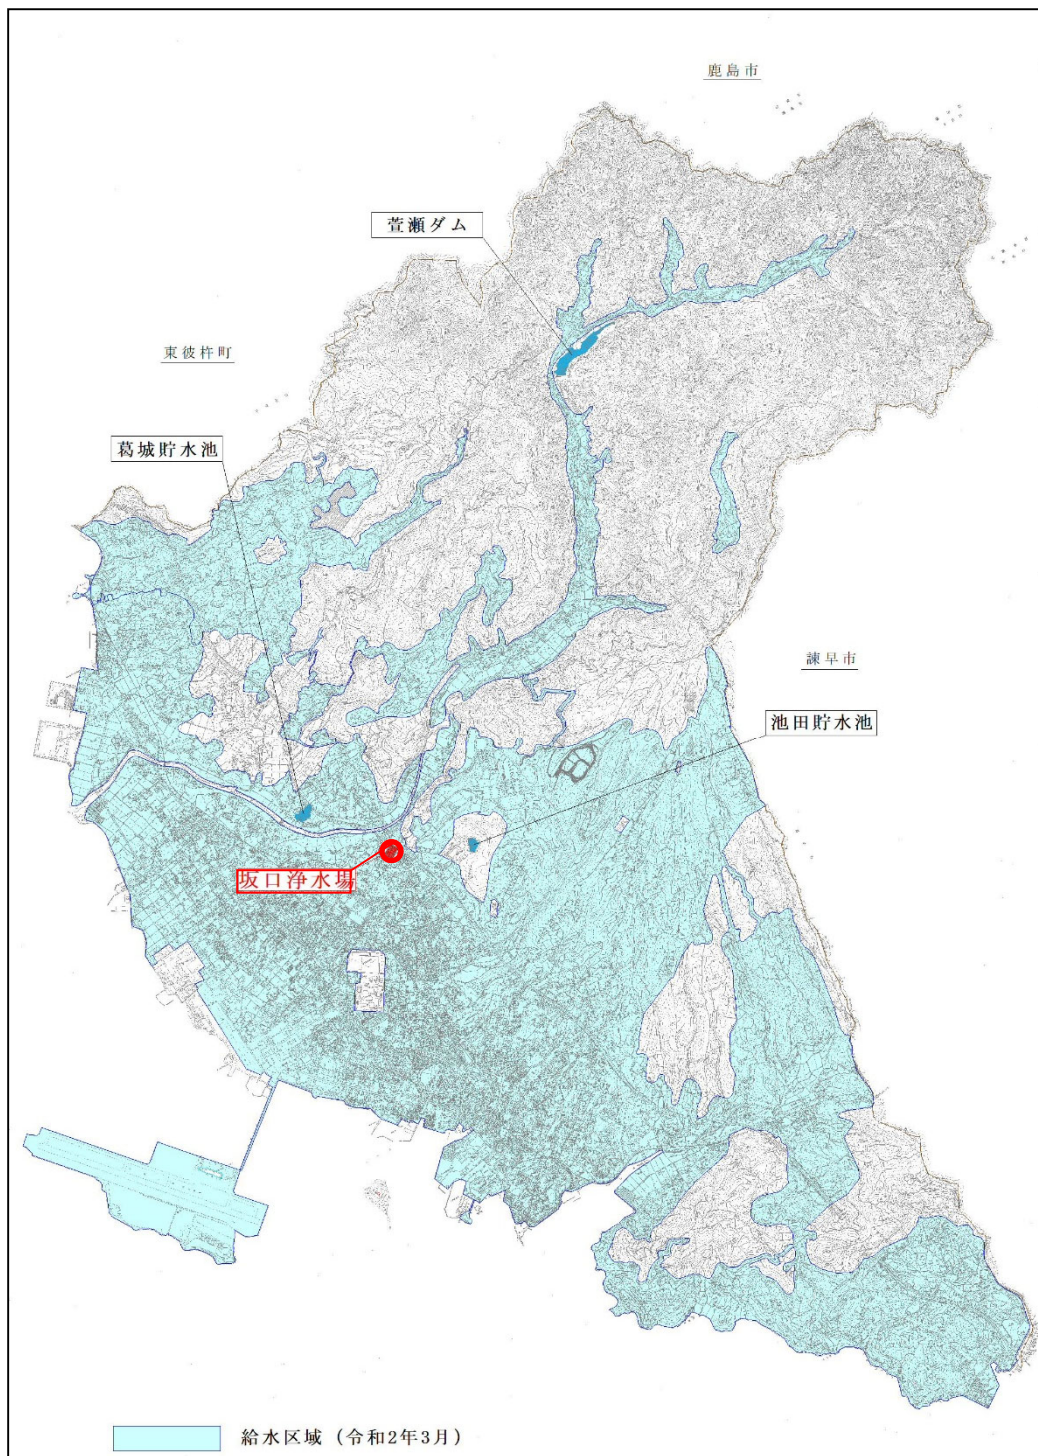 鹿島市
萱瀬ダム
東彼杵町
葛城貯水池
諫早市
池田貯水池
坂口浄水場
給水区域 (令和2年3月)